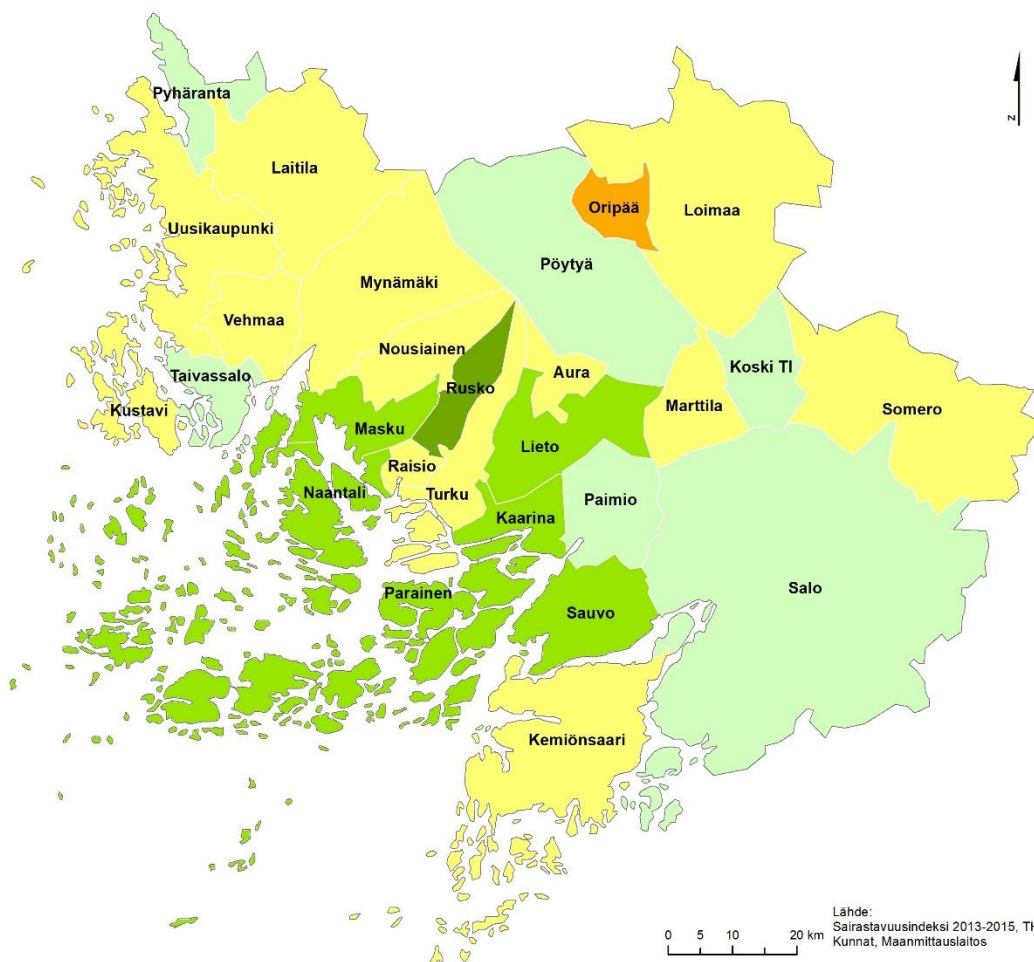 Pyhäranta
N
Laitila
Oripää
Loimaa
Uusikaupunki
Pöytyä
Mynämäki
Vehmaa
Nousiainen
Taivassalo
Aura
Koski Tl
Rusko
Kustavi
Marttila
Somero
Masku
Lieto
Raisio
Naantali
Turku
Paimio
Kaarina
Salo
Parainen
Sauvo
Kemiönsaari
Lähde:
Sairastavuusindeksi 2013-2015, TH
Kunnat, Maanmittauslaitos
0 5 10 20 km